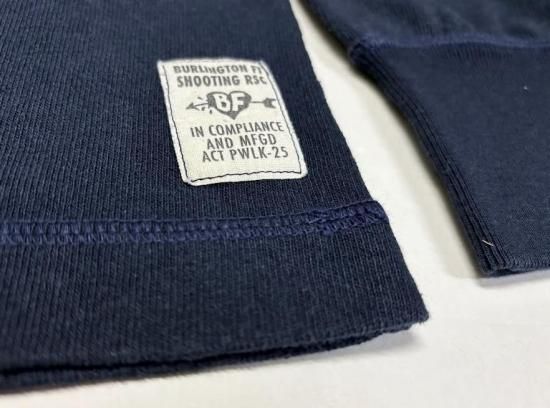 BURLINGTON FT
SHOOTING RSC
BF
IN COMPLIANCE
AND MFGD
ACT PWLK-25